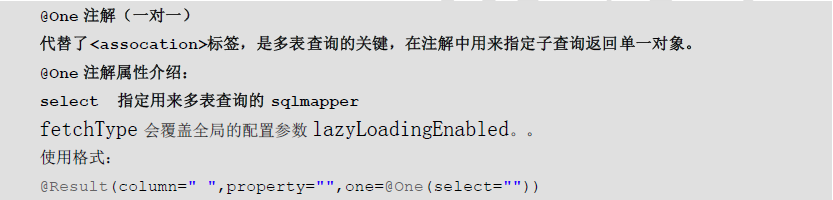 @One 注解（一对一）
代替了<assocation>标签，是多表查询的关键，在注解中用来指定子查询返回单一对象。
@One 注解属性介绍：
select  指定用来多表查询的 sqlmapper
fetchType 会覆盖全局的配置参数 lazyLoadingEnabled。。
使用格式：
@Result(column=" ",property="",one=@One(select=""))